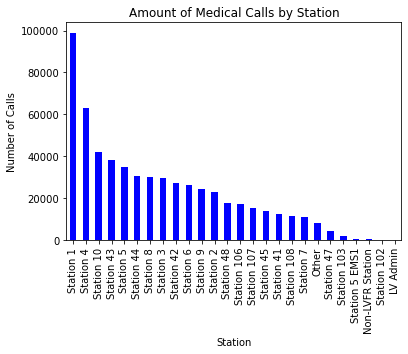 Amount of Medical Calls by Station
Number of Calls
100000
80000
60000
40000
20000
0
Station 1
Station 4
Station 10
Station 43
Station 5
Station 44
Station 8
Station 3
Station 42
Station 6
Station 9
Station 2
Station 48
Station 106
Station 107
Station 45
Station 41
Station 108
Station 7
Other
Station 47
Station 103
Station 5 EMS1
Non-LVFR Station
Station 102
LV Admin
Station